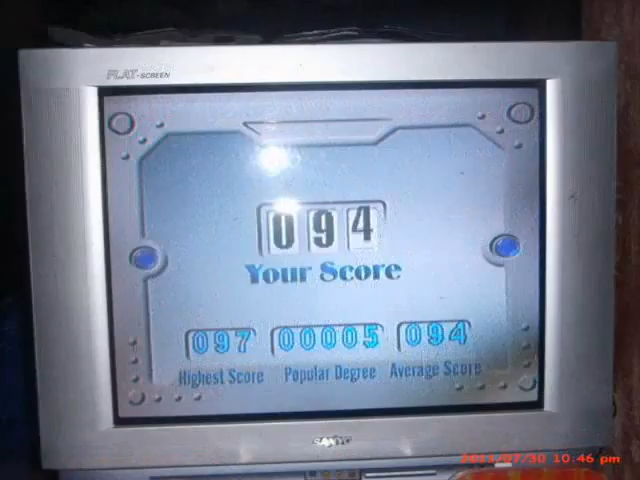 FLAT-SCREEN
094
Your Score
097 00005 094
Highest Score Popular Degree Average Score
SANYO
2013/07/30 10:46 pm